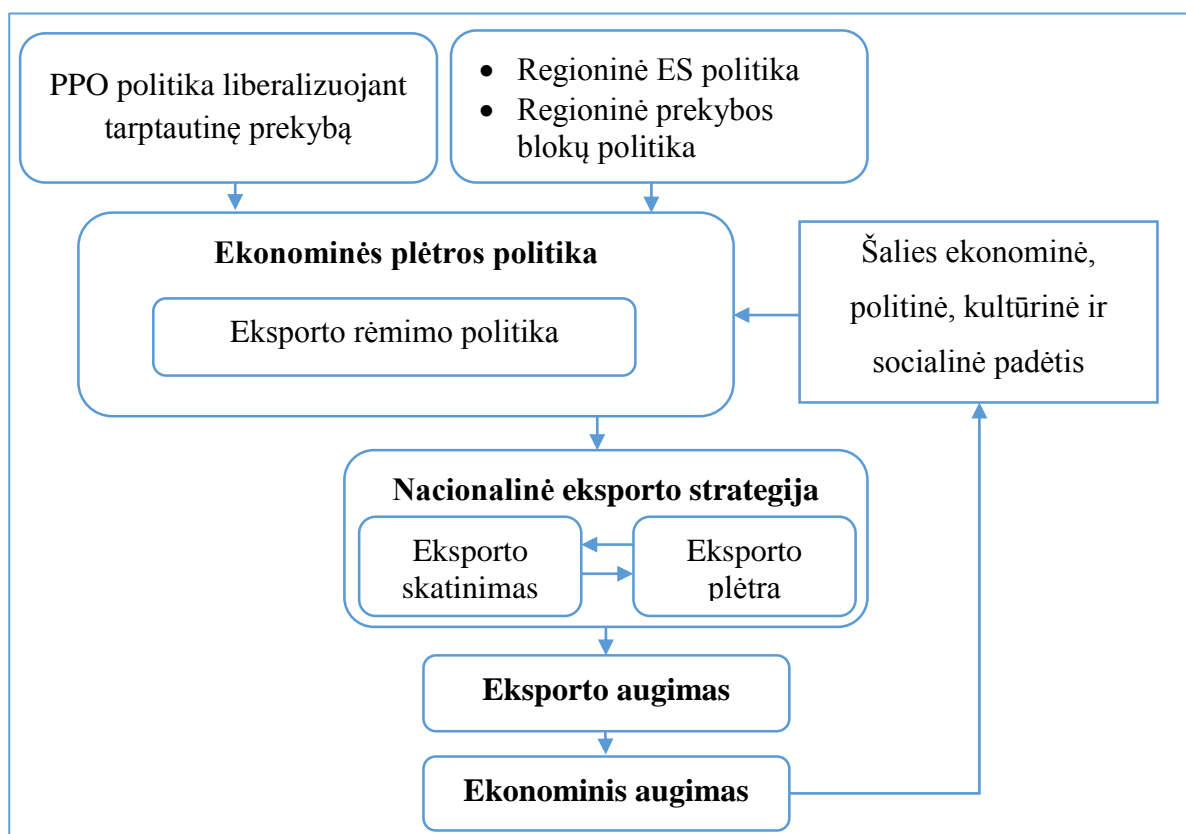 PPO politika liberalizuojant
tarptautinę prekybą
• Regioninė ES politika
• Regioninė prekybos
blokų politika
Ekonominės plėtros politika
Eksporto rėmimo politika
Šalies ekonominė,
politinė, kultūrinė ir
socialinė padėtis
Nacionalinė eksporto strategija
Eksporto
skatinimas
Eksporto
plėtra
Eksporto augimas
Ekonominis augimas